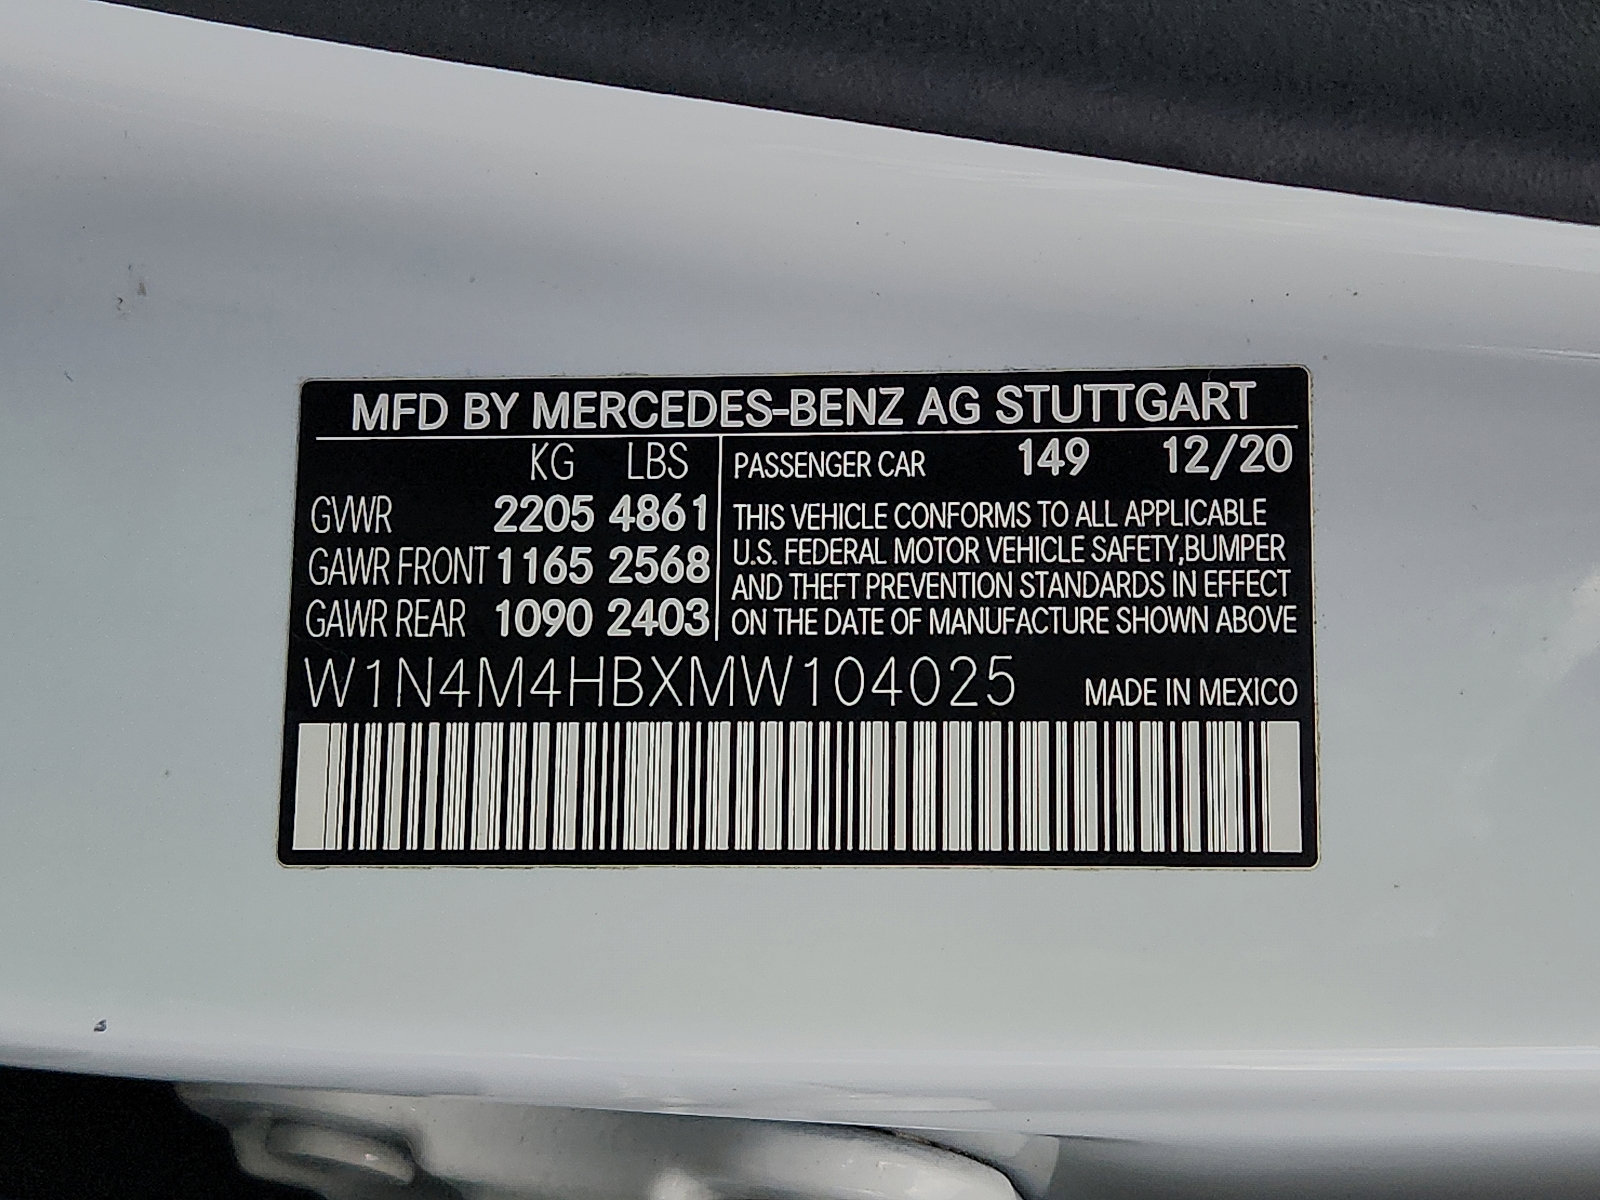 MFD BY MERCEDES-BENZ AG STUTTGART
KG LBS
GVWR 2205 4861
GAWR FRONT 1165 2568
GAWR REAR 1090 2403
PASSENGER CAR 149 12/20
THIS VEHICLE CONFORMS TO ALL APPLICABLE
U.S. FEDERAL MOTOR VEHICLE SAFETY,BUMPER
AND THEFT PREVENTION STANDARDS IN EFFECT
ON THE DATE OF MANUFACTURE SHOWN ABOVE
W1N4M4HBXMW104025 MADE IN MEXICO